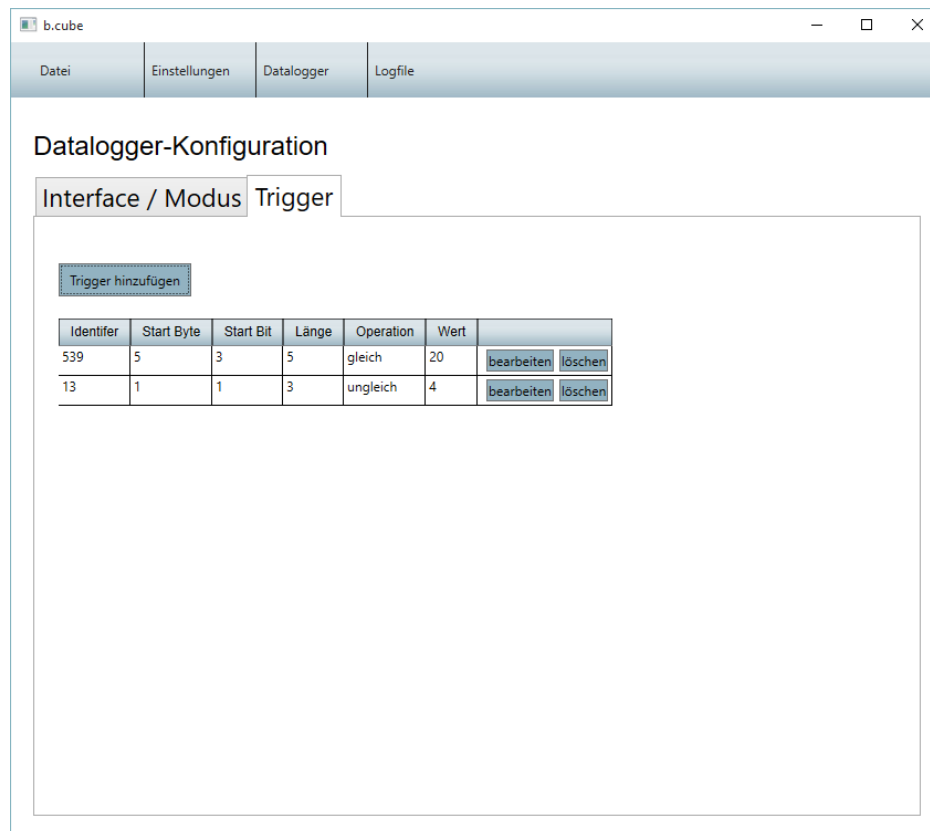 b.cube
Datei Einstellungen Datalogger Logfile
Datalogger-Konfiguration
Interface / Modus Trigger
Trigger hinzufügen
Identifer Start Byte Start Bit Länge Operation Wert
539 5 3 5 gleich 20 bearbeiten löschen
13 1 1 3 ungleich 4 bearbeiten löschen